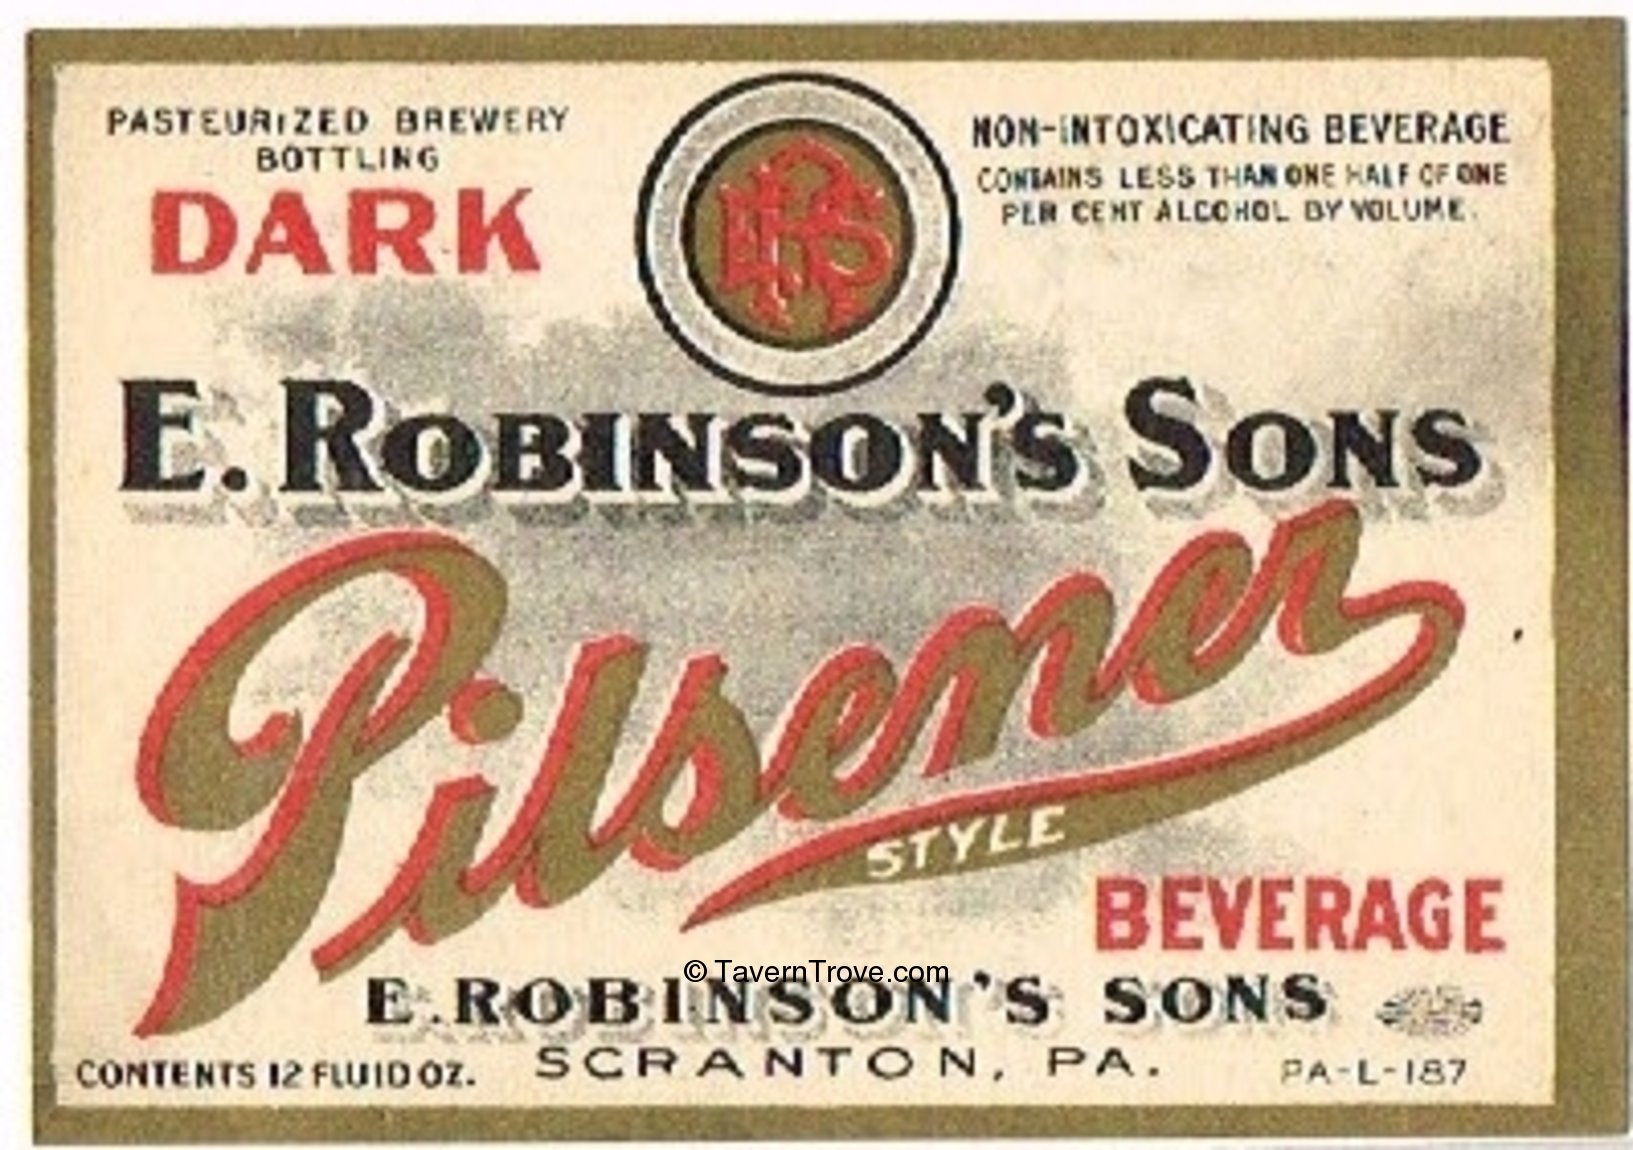 PASTEURIZED BREWERY
BOTTLING
DARK
ERS
NON-INTOXICATING BEVERAGE
CONTAINS LESS THAN ONE HALF OF ONE
PER CENT ALCOHOL BY VOLUME.
E. ROBINSON'S SONS
Pilsener
STYLE
BEVERAGE
© TavernTrove.com
E. ROBINSON'S SONS
SCRANTON, PA.
CONTENTS 12 FLUID OZ.
PA-L-187